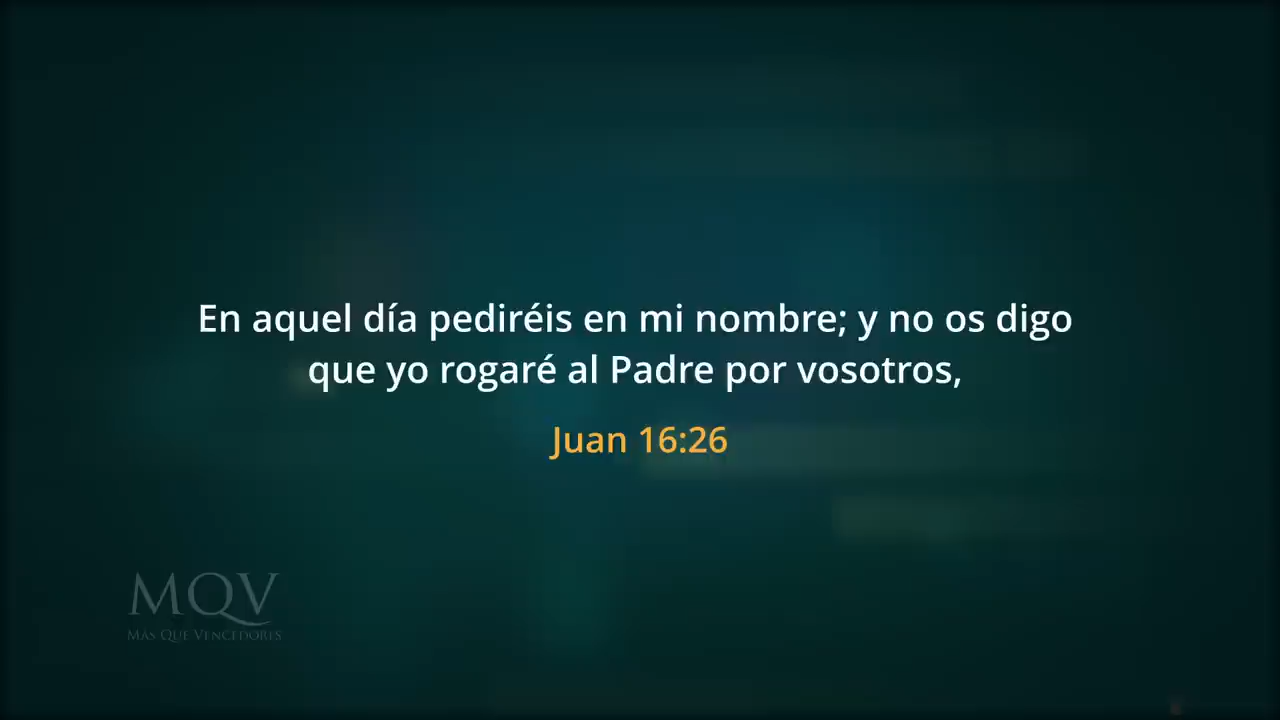 En aquel día pediréis en mi nombre; y no os digo
que yo rogaré al Padre por vosotros,
Juan 16:26
MQV
MÁS QUE VENCEDORES